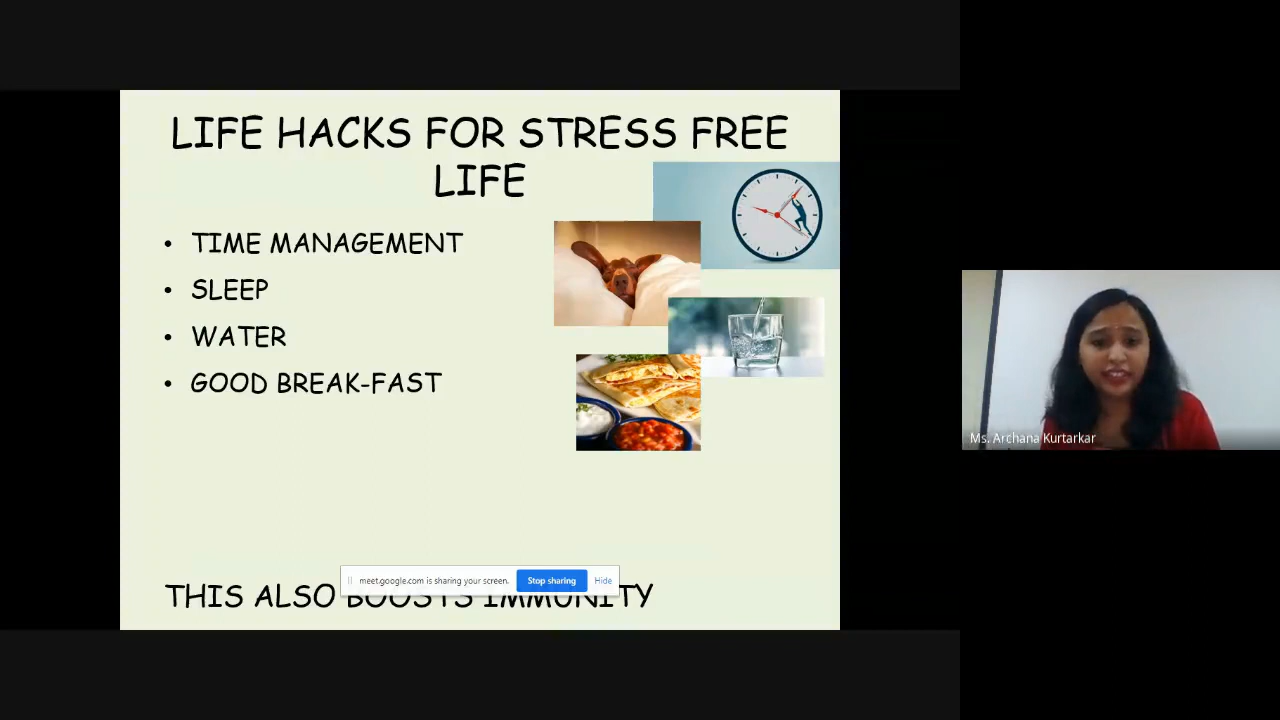 LIFE HACKS FOR STRESS FREE
LIFE
• TIME MANAGEMENT
• SLEEP
• WATER
• GOOD BREAK-FAST
Ms. Archana Kurtarkar
meet.google.com is sharing your screen.
Stop sharing
Hide
THIS ALSO BOOSTS IMMUNITY